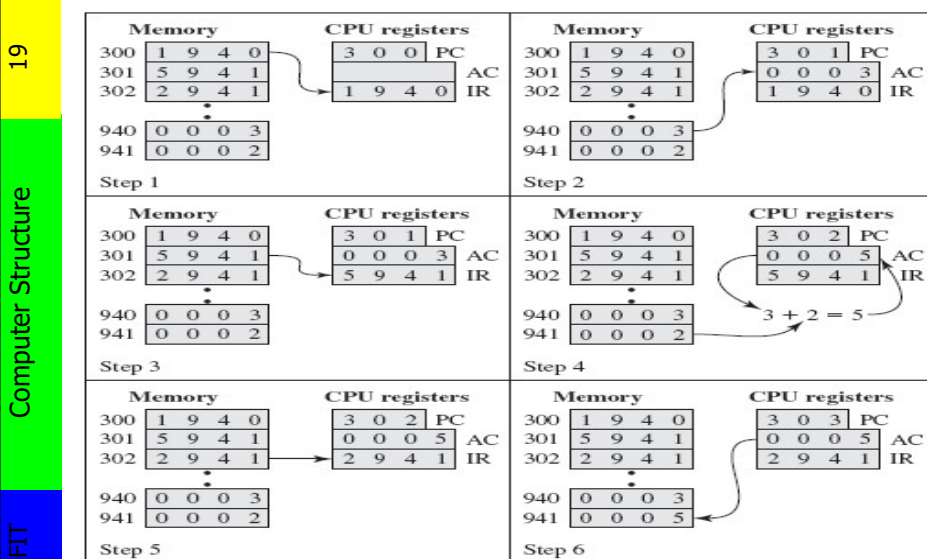 19
Computer Structure
FIT
Memory CPU registers
300 1 9 4 0 3 0 0 PC
301 5 9 4 1 AC
302 2 9 4 1 1 9 4 0 IR
940 0 0 0 3
941 0 0 0 2
Step 1
Memory CPU registers
300 1 9 4 0 3 0 1 PC
301 5 9 4 1 0 0 0 3 AC
302 2 9 4 1 1 9 4 0 IR
940 0 0 0 3
941 0 0 0 2
Step 2
Memory CPU registers
300 1 9 4 0 3 0 1 PC
301 5 9 4 1 0 0 0 3 AC
302 2 9 4 1 5 9 4 1 IR
940 0 0 0 3
941 0 0 0 2
Step 3
Memory CPU registers
300 1 9 4 0 3 0 2 PC
301 5 9 4 1 0 0 0 5 AC
302 2 9 4 1 5 9 4 1 IR
940 0 0 0 3 3 + 2 = 5
941 0 0 0 2
Step 4
Memory CPU registers
300 1 9 4 0 3 0 2 PC
301 5 9 4 1 0 0 0 5 AC
302 2 9 4 1 2 9 4 1 IR
940 0 0 0 3
941 0 0 0 2
Step 5
Memory CPU registers
300 1 9 4 0 3 0 3 PC
301 5 9 4 1 0 0 0 5 AC
302 2 9 4 1 2 9 4 1 IR
940 0 0 0 3
941 0 0 0 5
Step 6